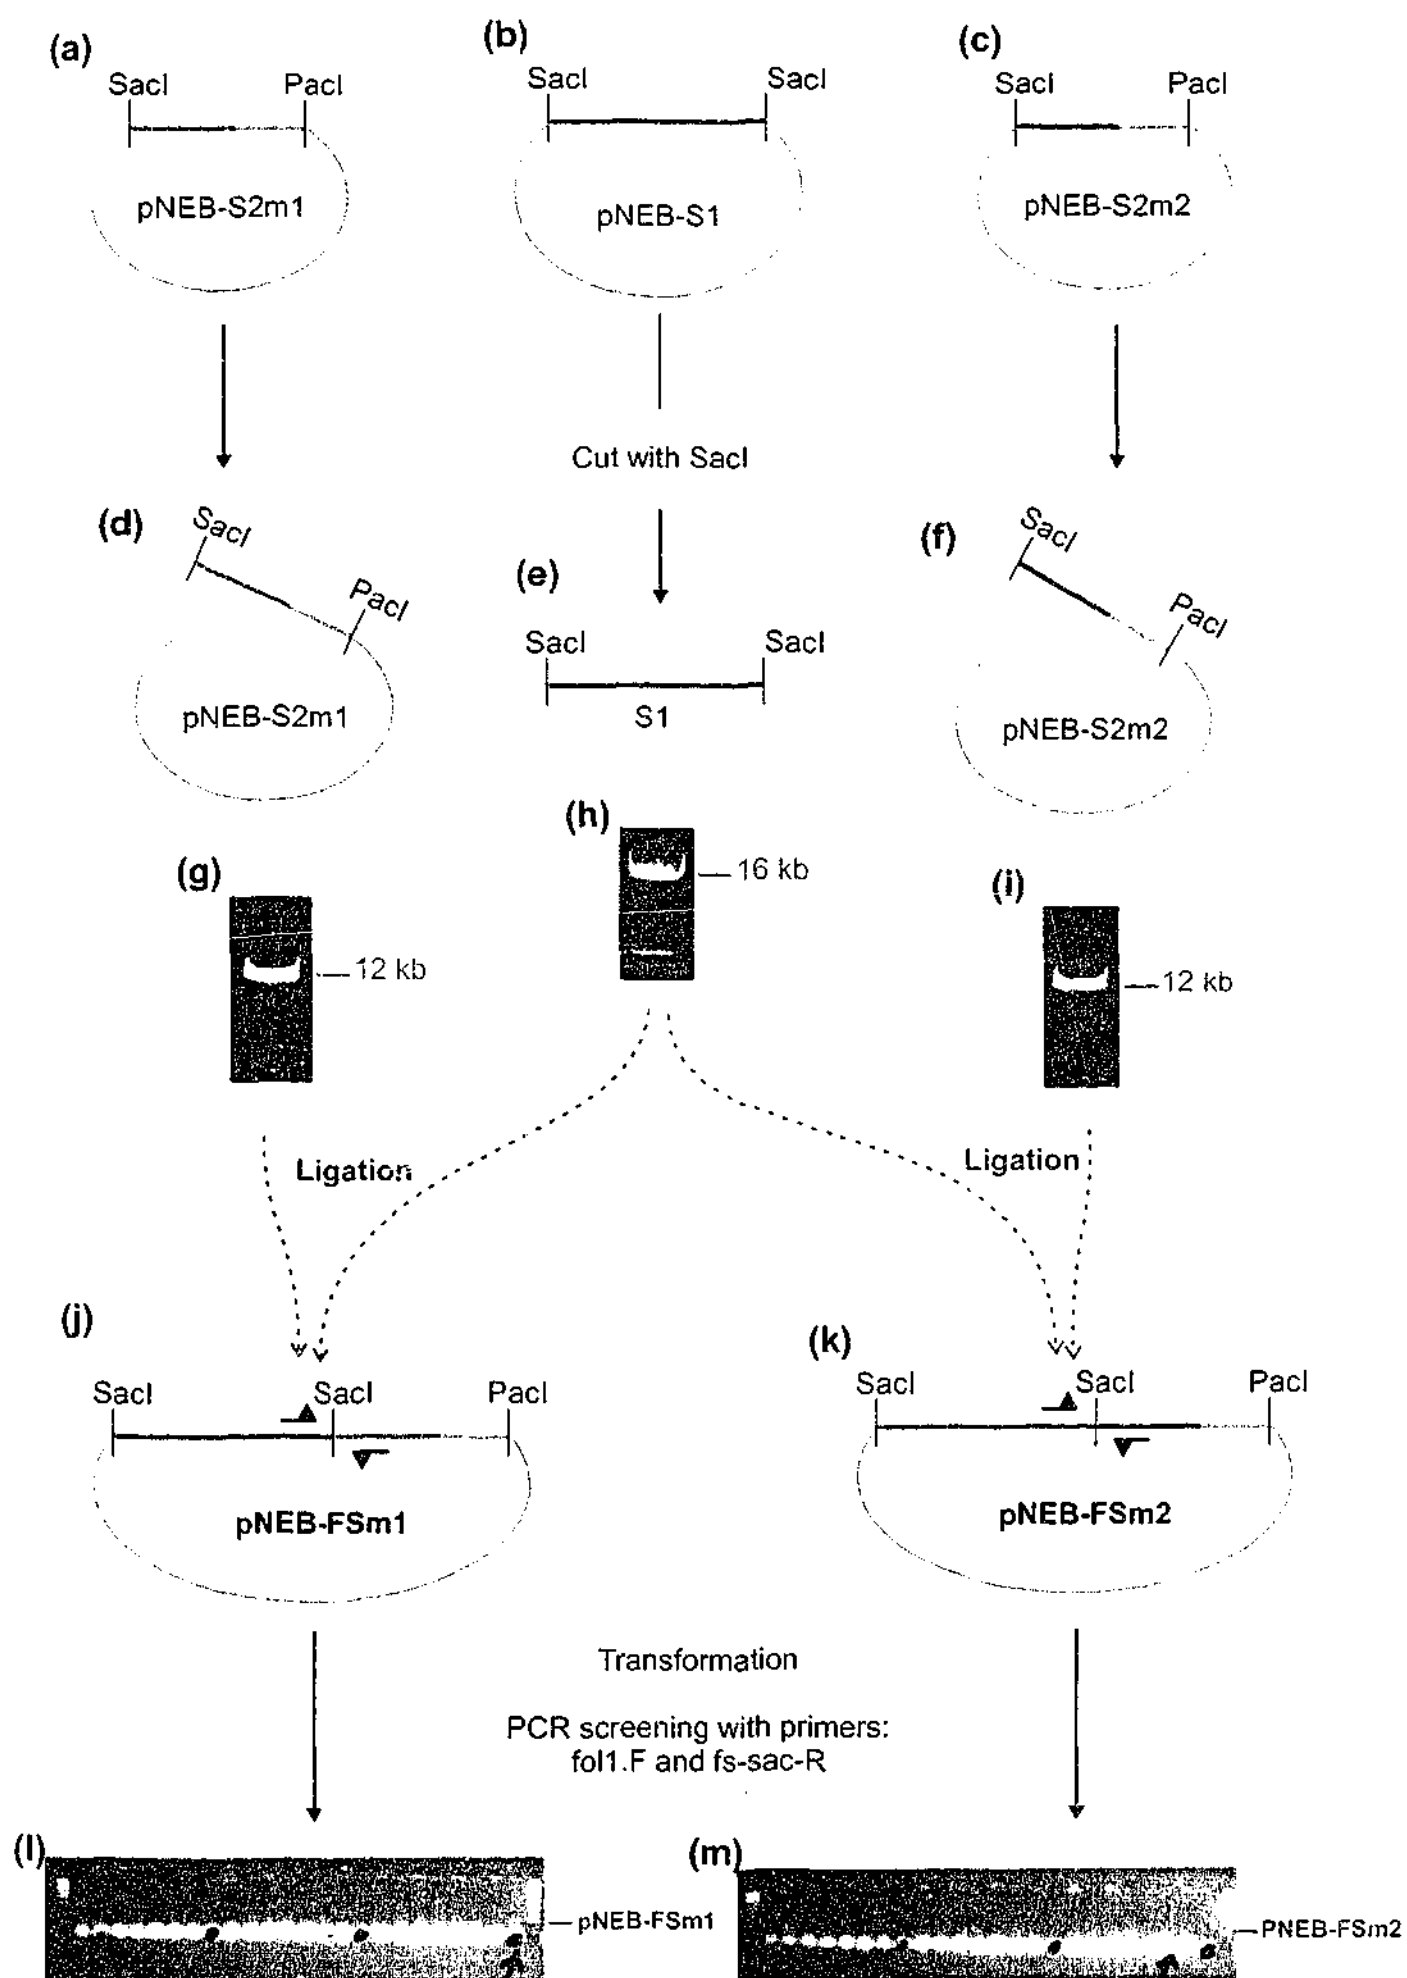 (a)
(b)
(c)
SacI PacI
SacI SacI
SacI PacI
pNEB-S2m1
pNEB-S1
pNEB-S2m2
Cut with SacI
(d)
(e)
(f)
SacI
PacI
SacI SacI
SacI
PacI
pNEB-S2m1
S1
pNEB-S2m2
(g)
(h)
(i)
12 kb
16 kb
12 kb
Ligation
Ligation
(j)
(k)
SacI SacI PacI
SacI SacI PacI
pNEB-FSm1
pNEB-FSm2
Transformation
PCR screening with primers:
fol1.F and fs-sac-R
(l)
(m)
pNEB-FSm1
PNEB-FSm2